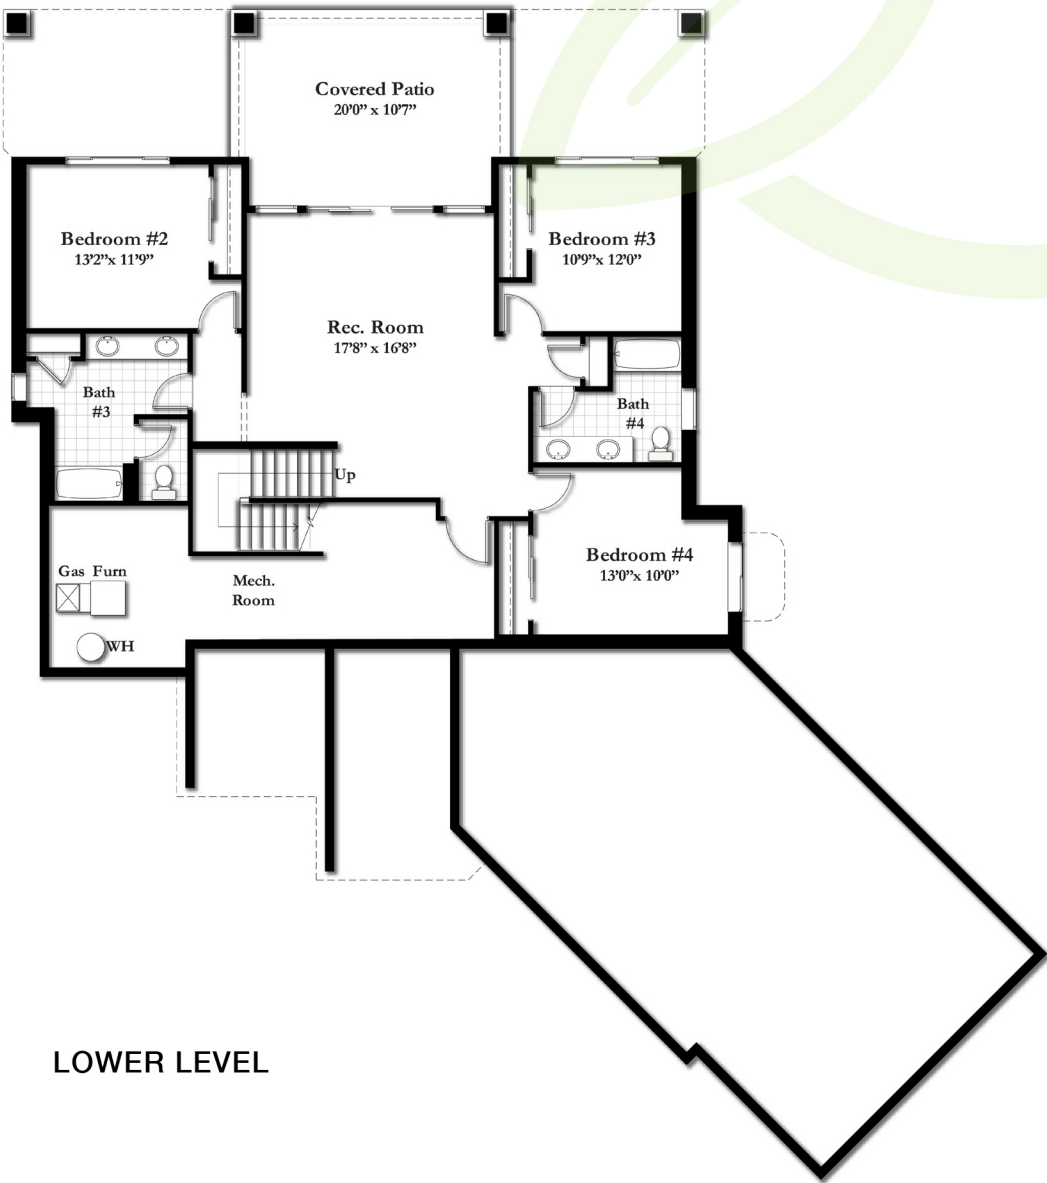 Covered Patio
20'0” x 10'7”
Bedroom #2
13'2”x 11'9”
Bedroom #3
10'9”x 12'0”
Rec. Room
17'8” x 16'8”
Bath
#3
Bath
#4
Up
Bedroom #4
13'0”x 10'0”
Gas Furn
Mech.
Room
WH
LOWER LEVEL